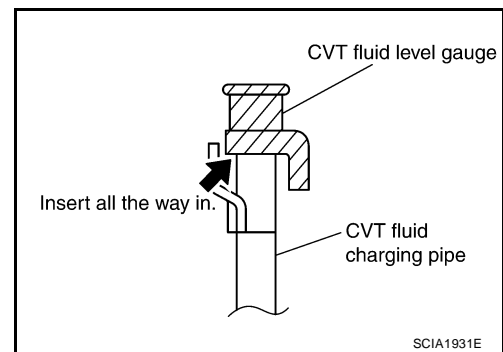 CVT fluid level gauge
Insert all the way in.
CVT fluid
charging pipe
SCIA1931E